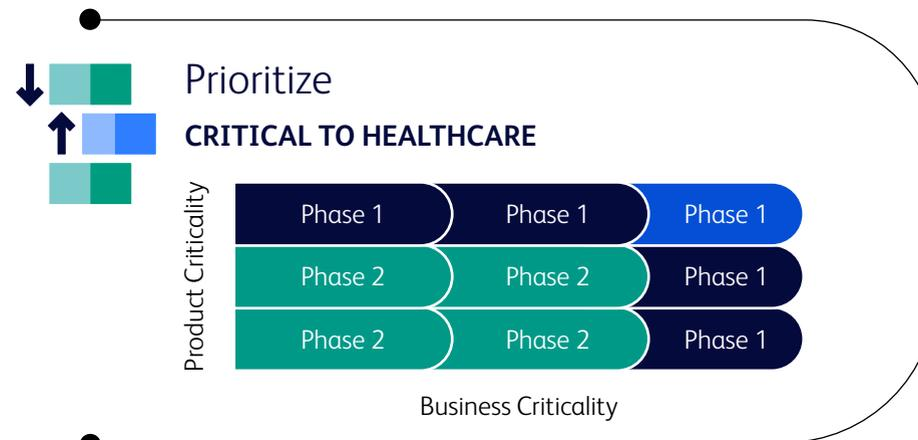 Prioritize
CRITICAL TO HEALTHCARE
Product Criticality
Phase 1 Phase 1 Phase 1
Phase 2 Phase 2 Phase 1
Phase 2 Phase 2 Phase 1
Business Criticality